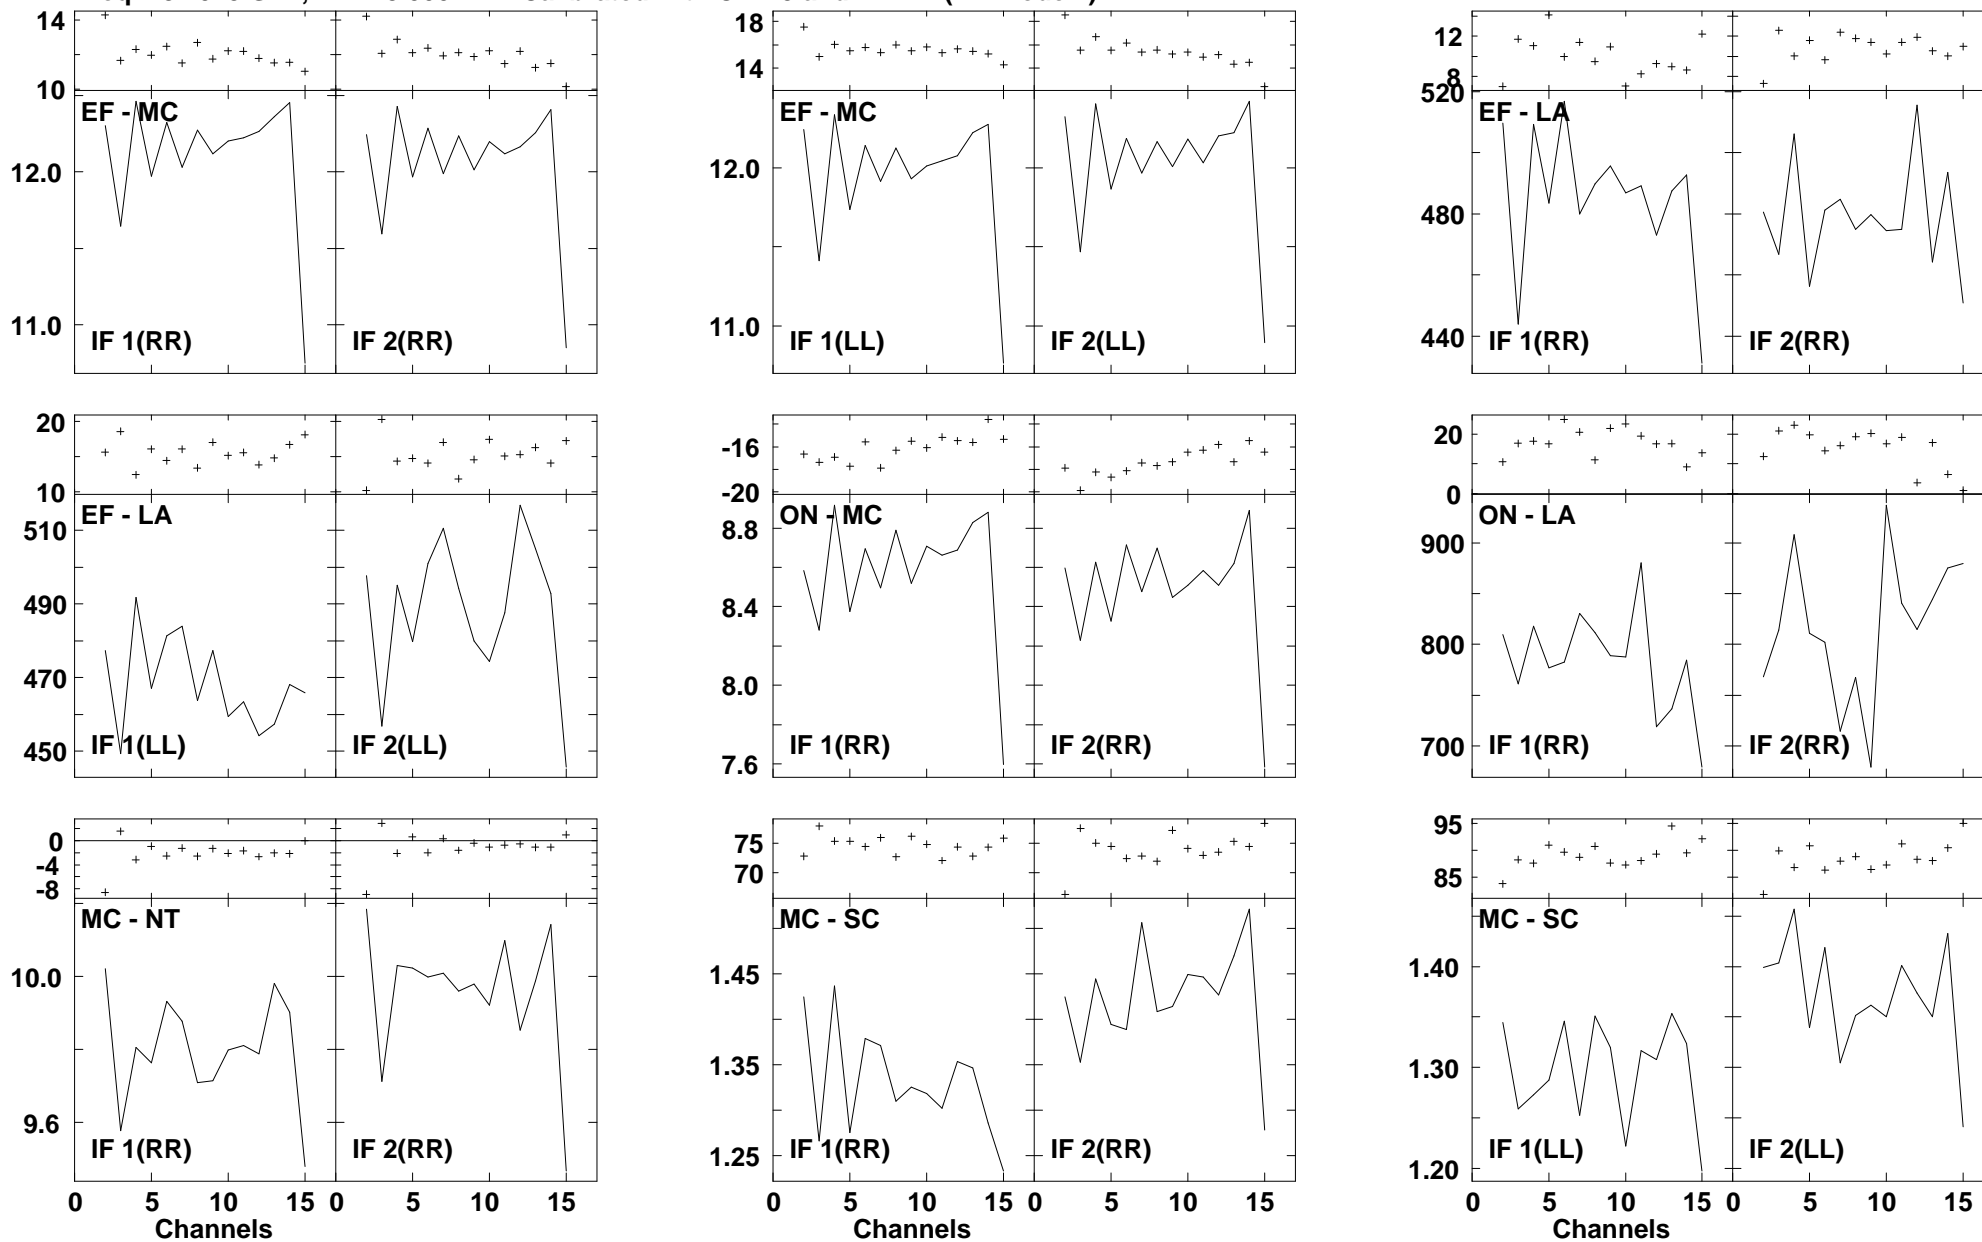 14
10
EF - MC
12.0
11.0
IF 1(RR)
IF 2(RR)
18
14
EF - MC
12.0
11.0
IF 1(LL)
IF 2(LL)
12
8
520
EF - LA
480
440
IF 1(RR)
IF 2(RR)
20
10
EF - LA
510
490
470
450
IF 1(LL)
IF 2(LL)
-16
-20
ON - MC
8.8
8.4
8.0
7.6
IF 1(RR)
IF 2(RR)
20
0
ON - LA
900
800
700
IF 1(RR)
IF 2(RR)
0
-4
-8
MC - NT
10.0
9.6
IF 1(RR)
IF 2(RR)
0 5 10 15 0 5 10 15
Channels
75
70
MC - SC
1.45
1.35
1.25
IF 1(RR)
IF 2(RR)
0 5 10 15 0 5 10 15
Channels
95
85
MC - SC
1.40
1.30
1.20
IF 1(LL)
IF 2(LL)
0 5 10 15 0 5 10 15
Channels